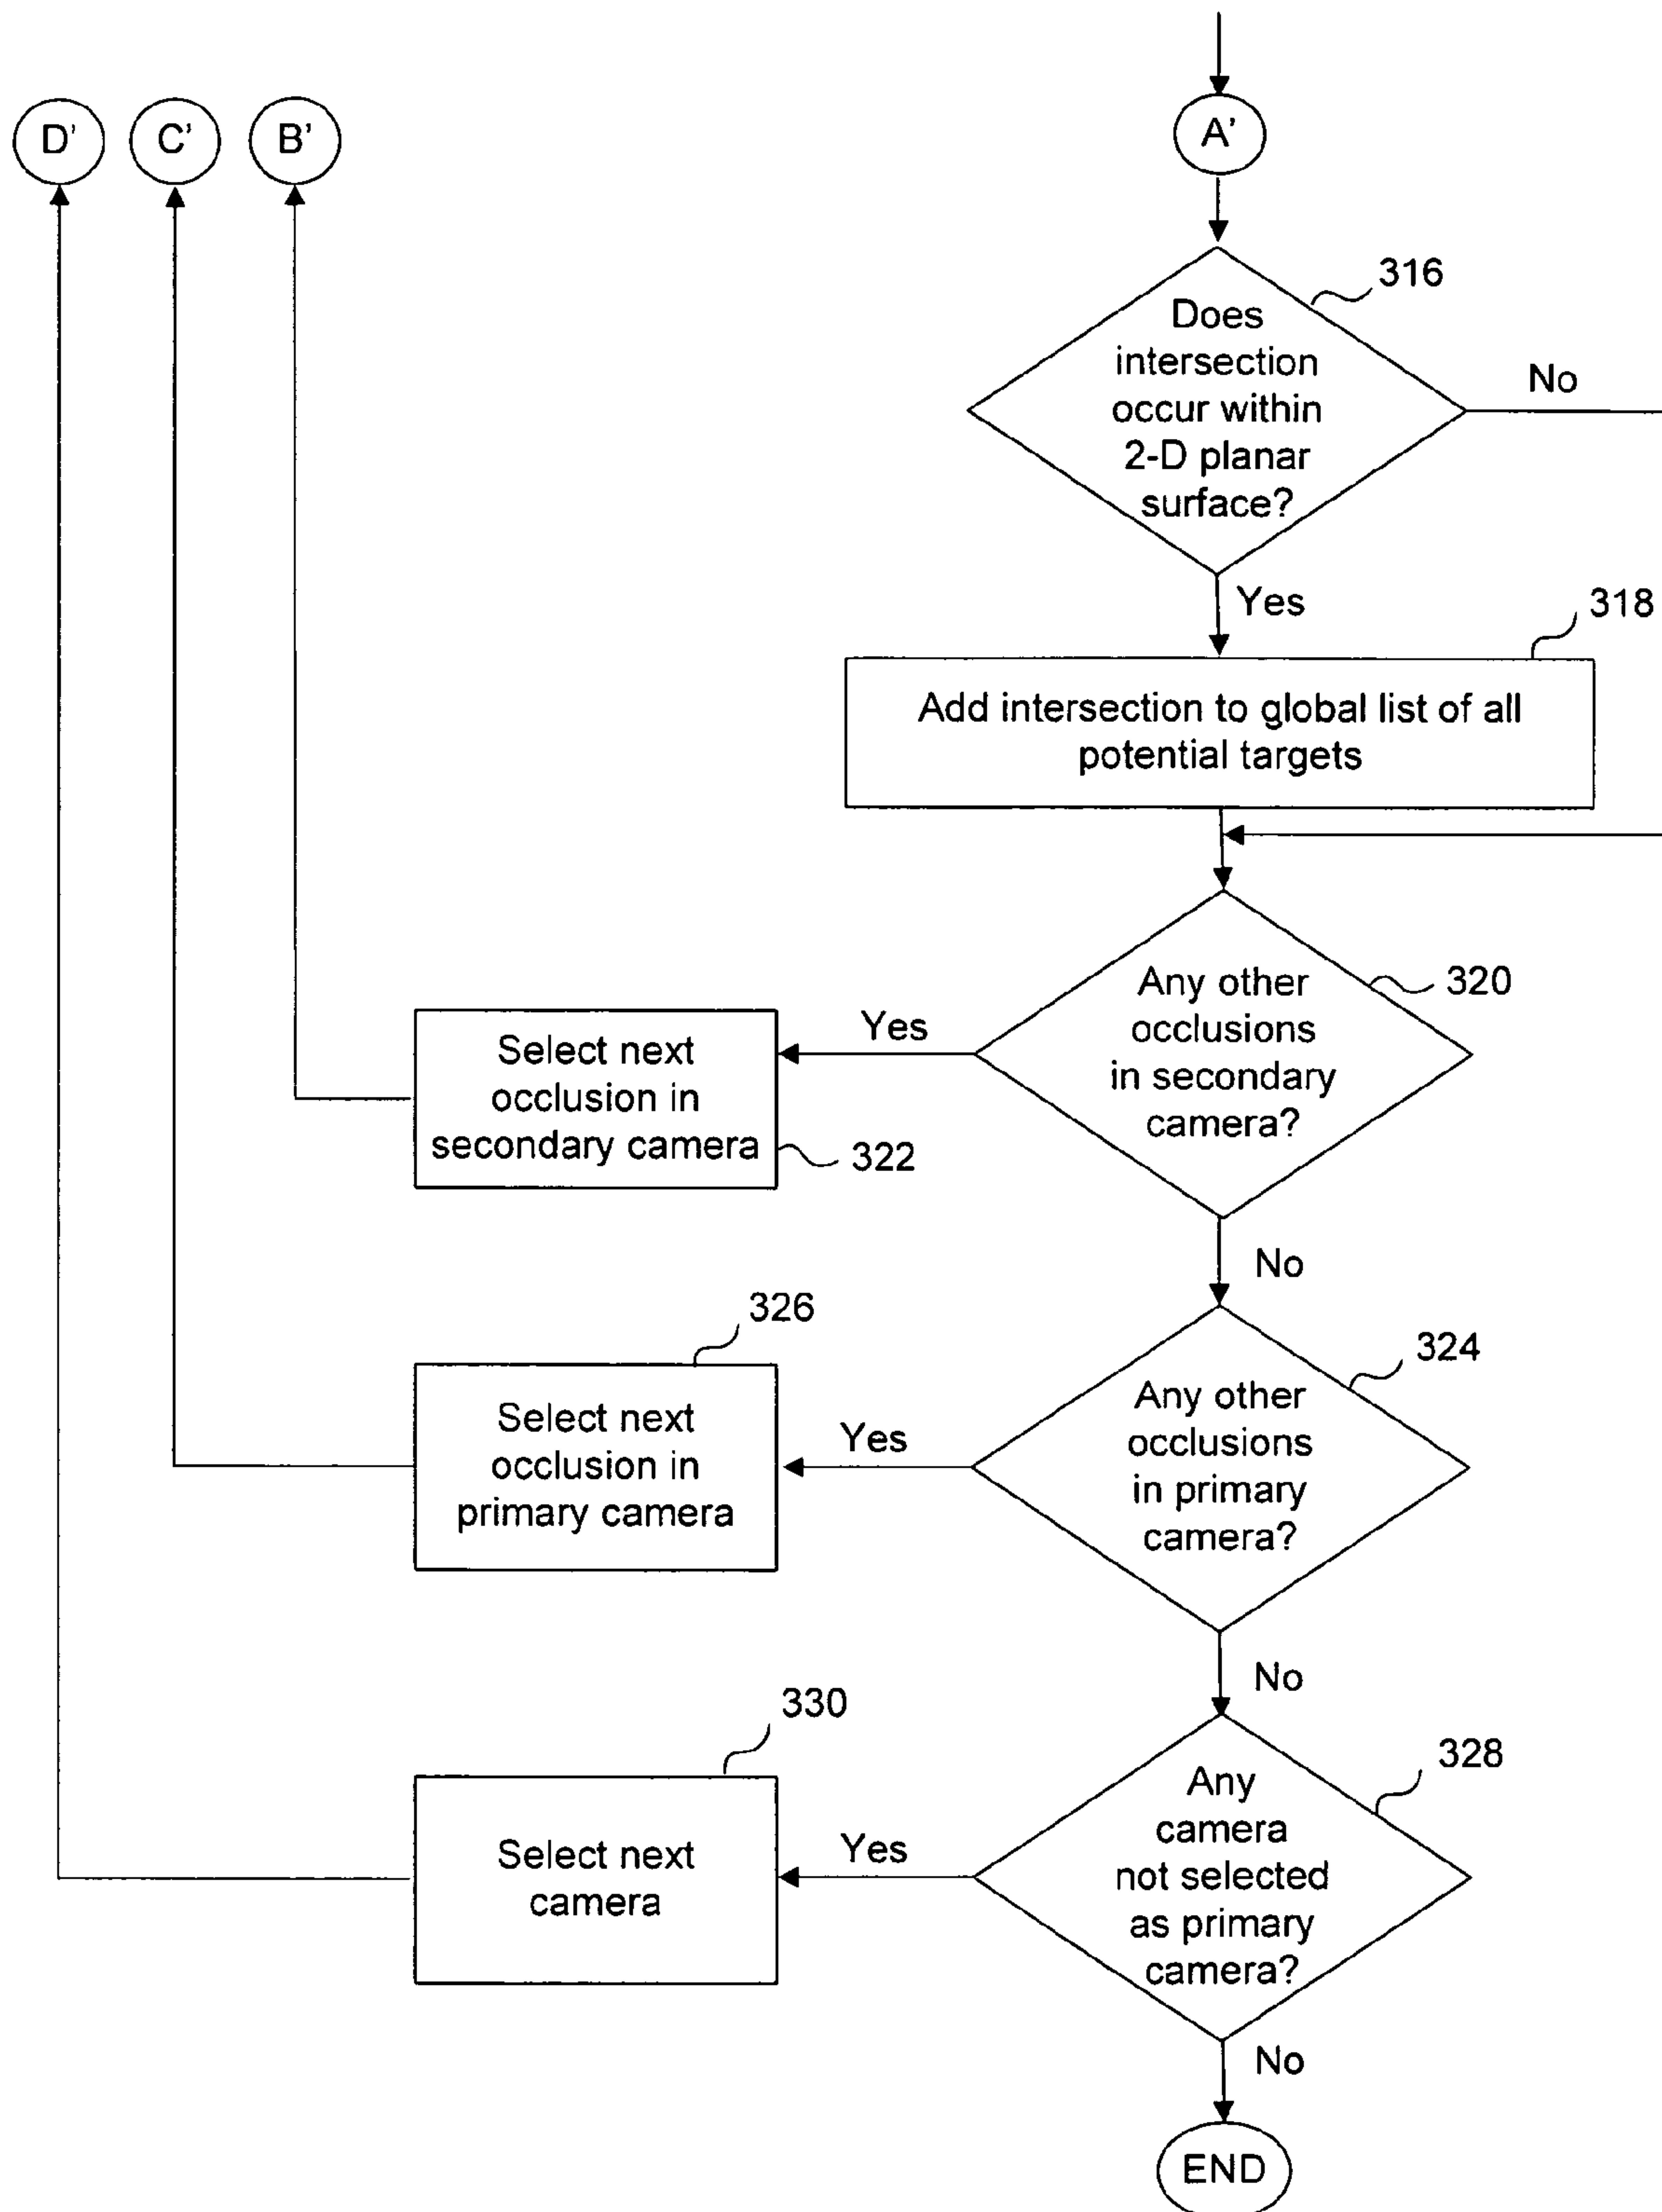 D'
C'
B'
A'
316
Does
intersection
occur within
2-D planar
surface?
No
Yes
318
Add intersection to global list of all
potential targets
320
Any other
occlusions
in secondary
camera?
Yes
Select next
occlusion in
secondary camera
322
No
326
324
Any other
occlusions
in primary
camera?
Yes
Select next
occlusion in
primary camera
No
330
328
Any
camera
not selected
as primary
camera?
Yes
Select next
camera
No
END